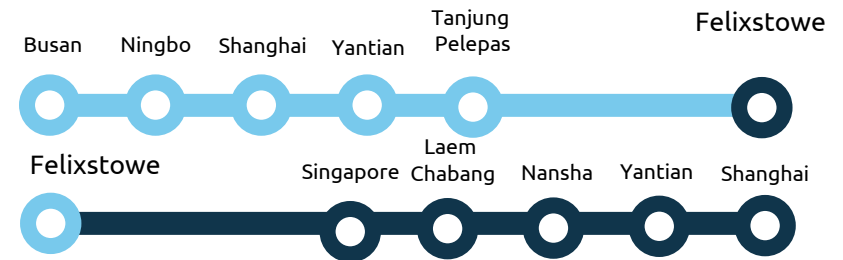 Busan
Ningbo
Shanghai
Yantian
Tanjung
Pelepas
Felixstowe
Felixstowe
Singapore
Laem
Chabang
Nansha
Yantian
Shanghai